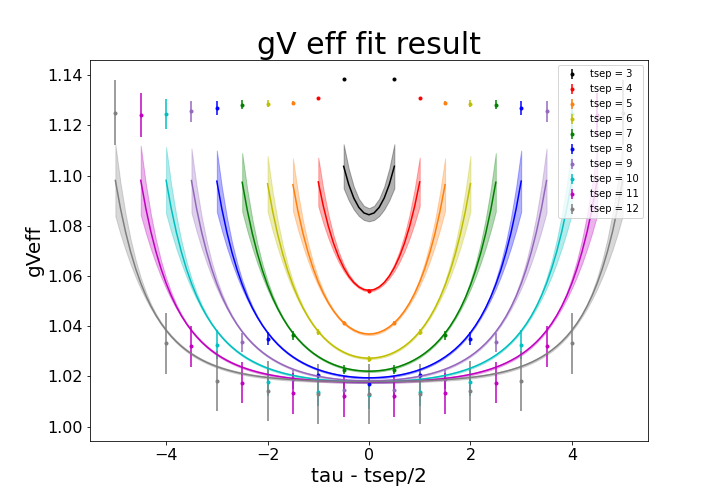 gV eff fit result
1.14
1.12
1.10
1.08
1.06
1.04
1.02
1.00
gVeff
−4
−2
0
2
4
tau - tsep/2
tsep = 3
tsep = 4
tsep = 5
tsep = 6
tsep = 7
tsep = 8
tsep = 9
tsep = 10
tsep = 11
tsep = 12